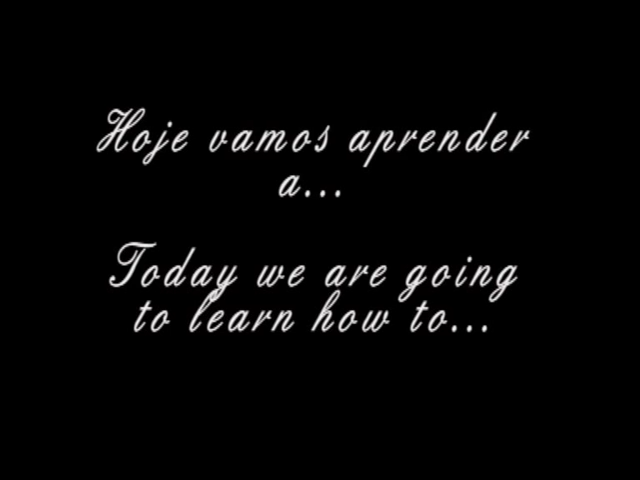 Hoje vamos aprender
a...
Today we are going
to learn how to...